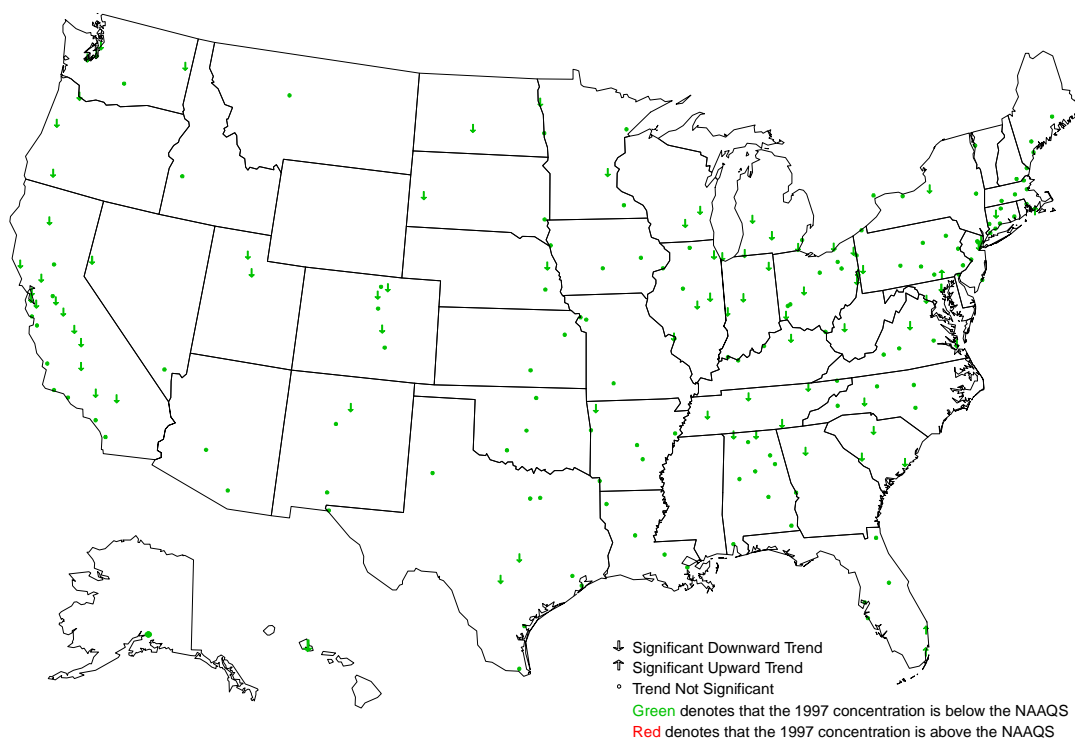 Significant Downward Trend
Significant Upward Trend
Trend Not Significant
Green denotes that the 1997 concentration is below the NAAQS
Red denotes that the 1997 concentration is above the NAAQS